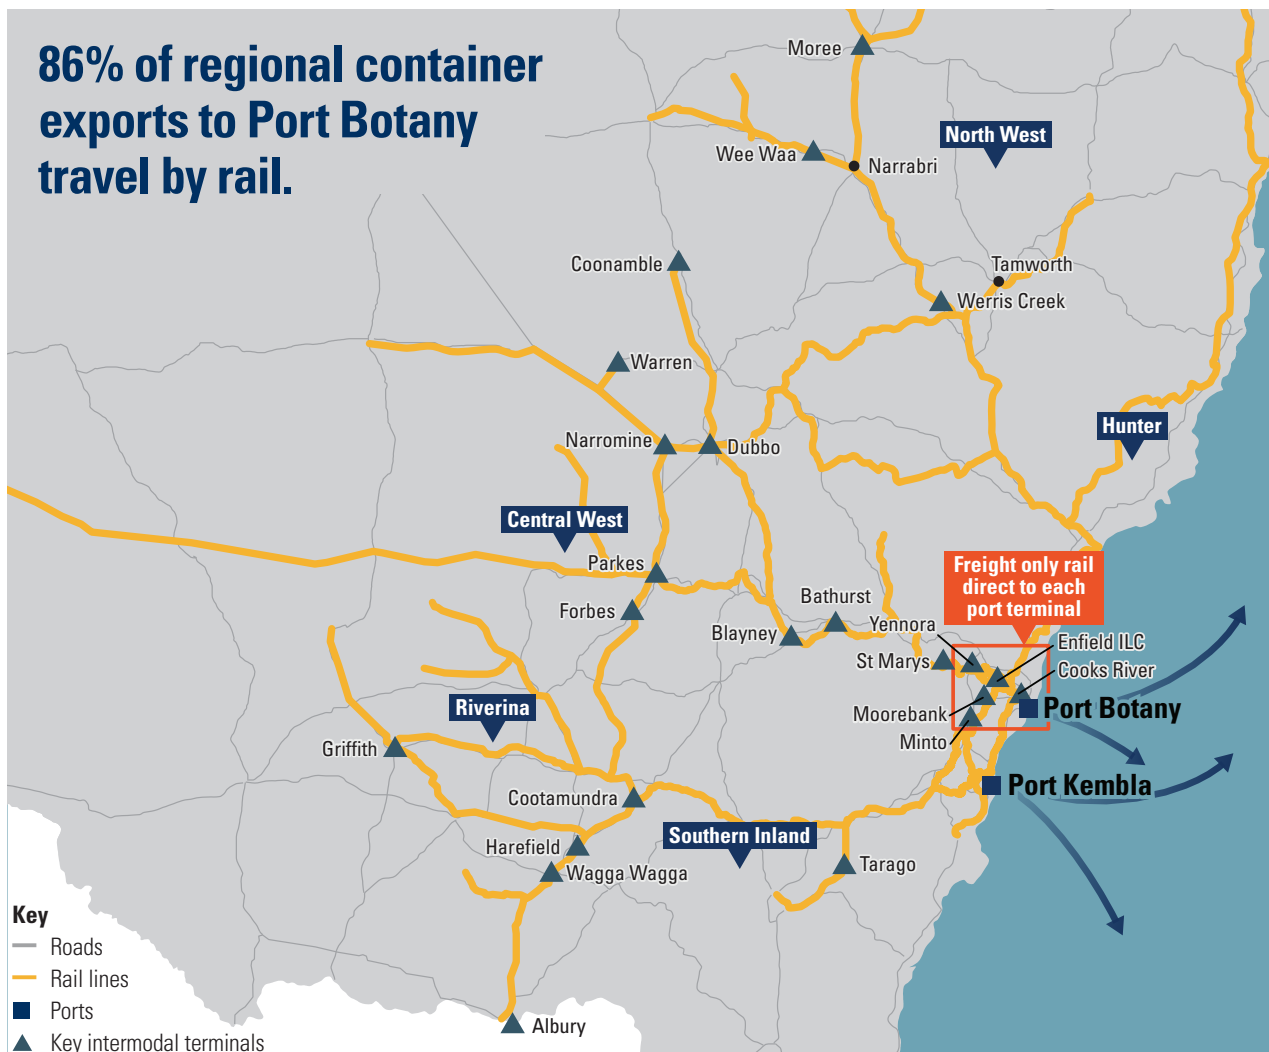 86% of regional container
exports to Port Botany
travel by rail.
Moree
North West
Wee Waa
Narrabri
Coonamble
Tamworth
Werris Creek
Warren
Hunter
Narromine
Dubbo
Central West
Parkes
Freight only rail
direct to each
port terminal
Bathurst
Forbes
Blayney
Yennora
Enfield ILC
St Marys
Cooks River
Riverina
Moorebank
Port Botany
Griffith
Minto
Cootamundra
Port Kembla
Southern Inland
Harefield
Wagga Wagga
Tarago
Albury
Key
Roads
Rail lines
Ports
Key intermodal terminals